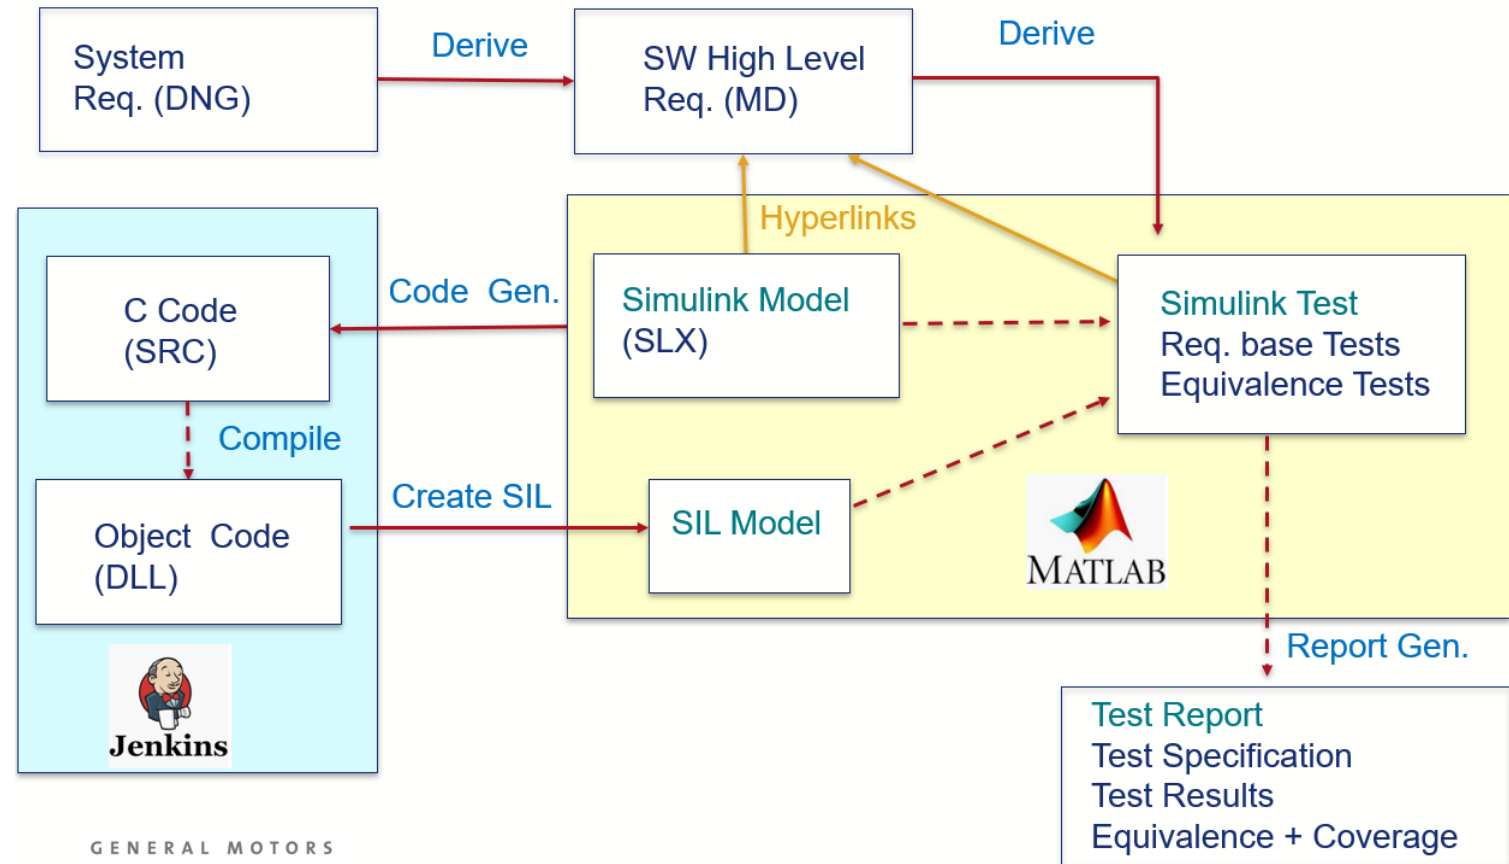 System
Req. (DNG)
Derive
SW High Level
Req. (MD)
Derive
Hyperlinks
C Code
(SRC)
Code  Gen.
Simulink Model
(SLX)
Simulink Test
Req. base Tests
Equivalence Tests
Compile
Object  Code
(DLL)
Create SIL
SIL Model
MATLAB
Jenkins
Report Gen.
Test Report
Test Specification
Test Results
Equivalence + Coverage
GENERAL MOTORS